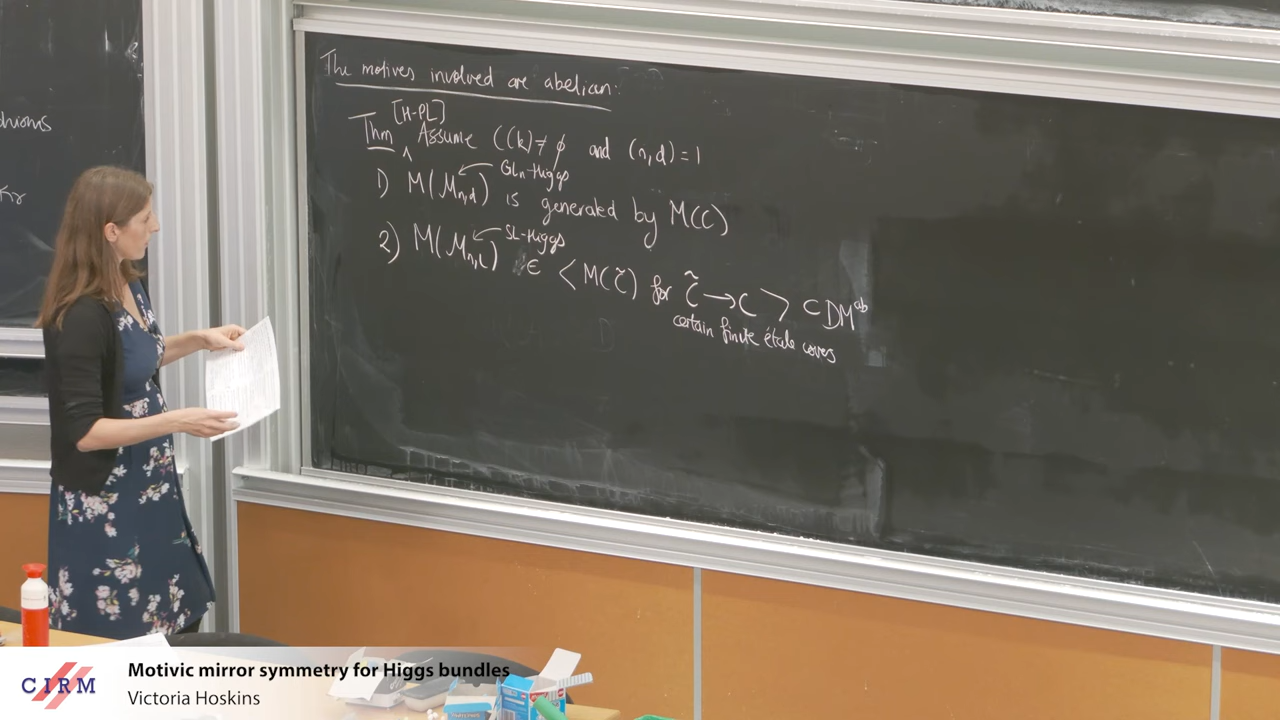 The motives involved are abelian:
[H-PL]
Thm ^ Assume C(k) ≠ ∅ and (n,d) = 1
1) M(M_{n,d}) is generated by M(C)
GL_n-Higgs
2) M(M_{n,L}) ∈ < M(C̃) for C̃ → C > ⊂ DM^{ab}
SL-Higgs
certain finite étale covers
CIRM
Motivic mirror symmetry for Higgs bundles
Victoria Hoskins